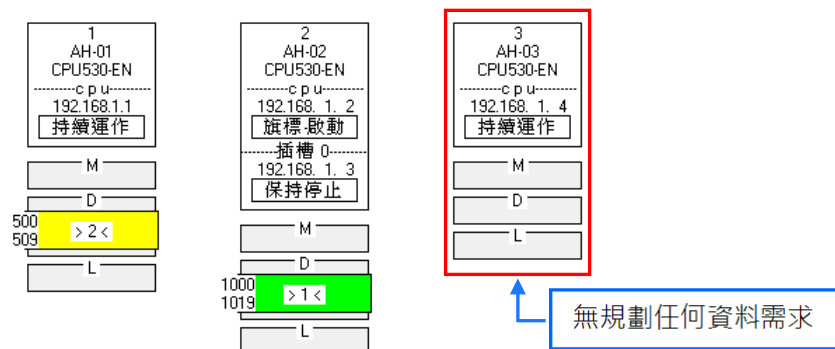 1
AH-01
CPU530-EN
--------c p u--------
192.168.1.1
持續運作
M
D
500
509
> 2 <
L
2
AH-02
CPU530-EN
--------c p u--------
192.168. 1. 2
旗標-啟動
--------插槽 0--------
192.168. 1. 3
保持停止
M
D
1000
1019
> 1 <
L
3
AH-03
CPU530-EN
--------c p u--------
192.168. 1. 4
持續運作
M
D
L
無規劃任何資料需求